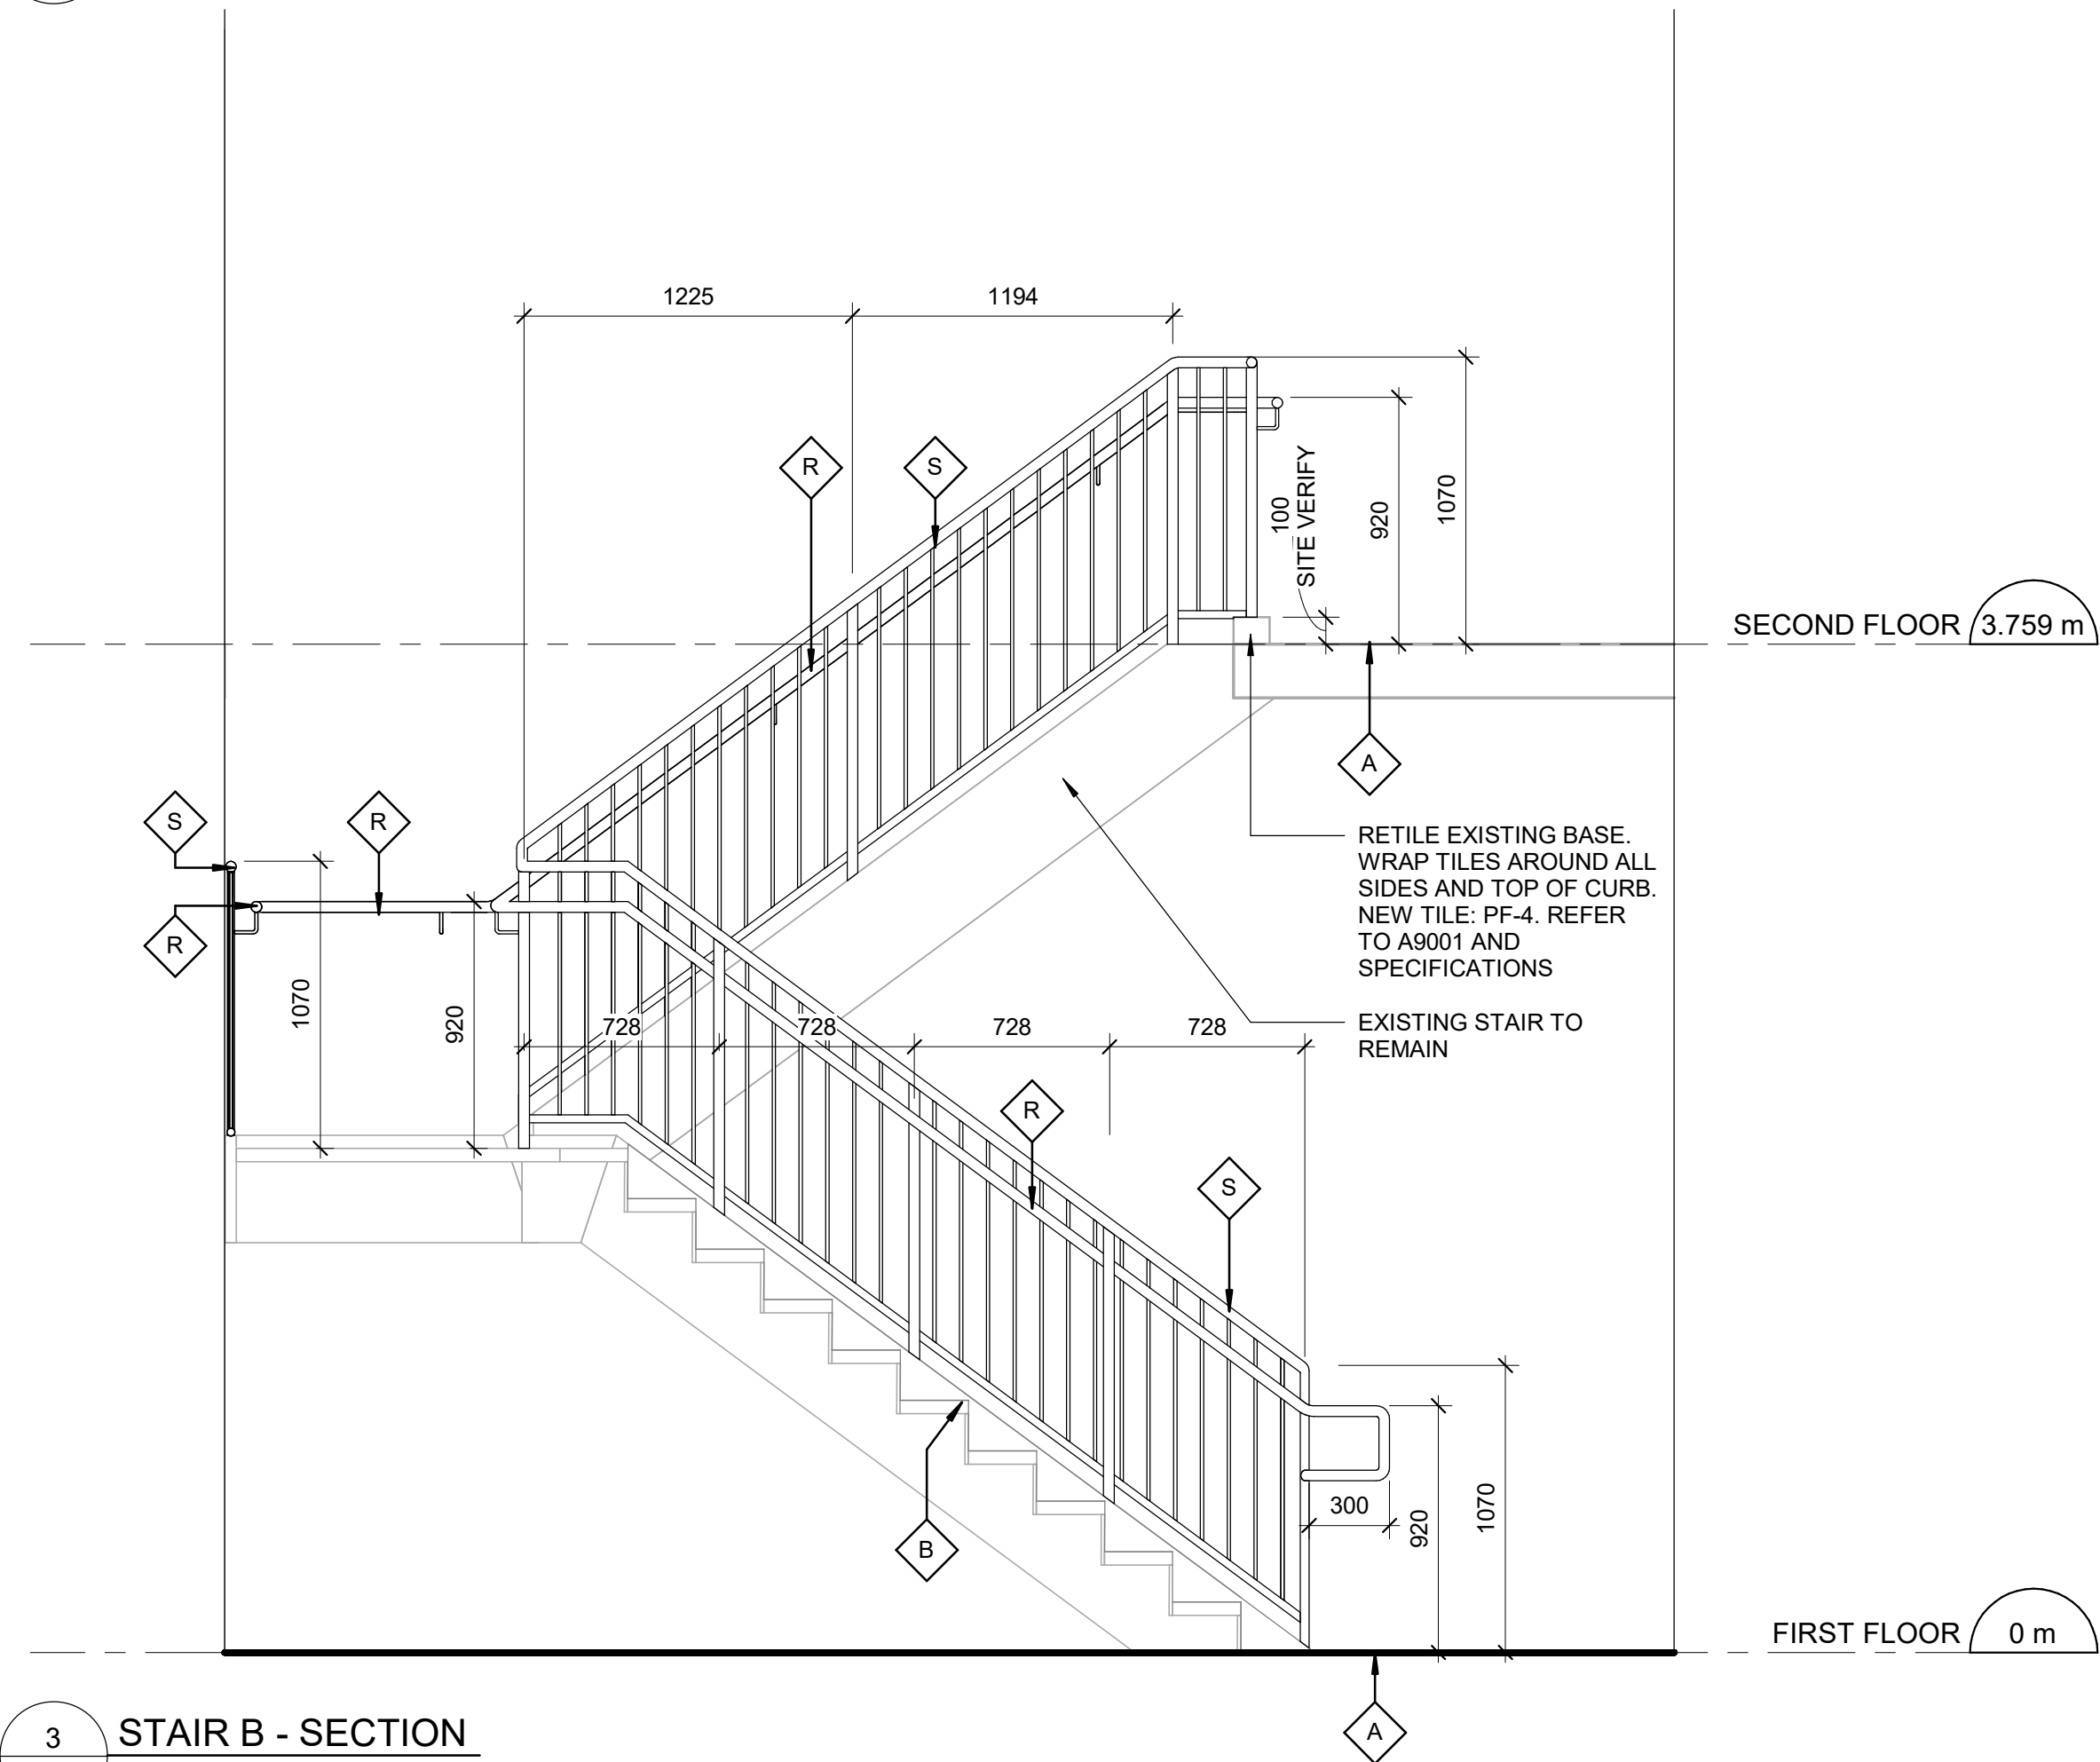 1225
1194
R
S
100
SITE VERIFY
920
1070
SECOND FLOOR
3.759 m
A
S
R
R
RETILE EXISTING BASE.
WRAP TILES AROUND ALL
SIDES AND TOP OF CURB.
NEW TILE: PF-4. REFER
TO A9001 AND
SPECIFICATIONS
1070
920
728
728
728
728
EXISTING STAIR TO
REMAIN
R
S
300
920
1070
B
FIRST FLOOR
0 m
A
3
STAIR B - SECTION